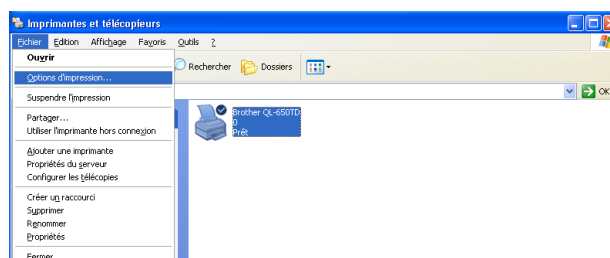 Imprimantes et télécopieurs
Fichier Edition Affichage Favoris Outils ?
Ouvrir
Options d'impression...
Suspendre l'impression
Partager...
Utiliser l'imprimante hors connexion
Ajouter une imprimante
Propriétés du serveur
Configurer les télécopies
Créer un raccourci
Supprimer
Renommer
Propriétés
Fermer
Rechercher Dossiers
OK
Brother QL-650TD
0
Prêt